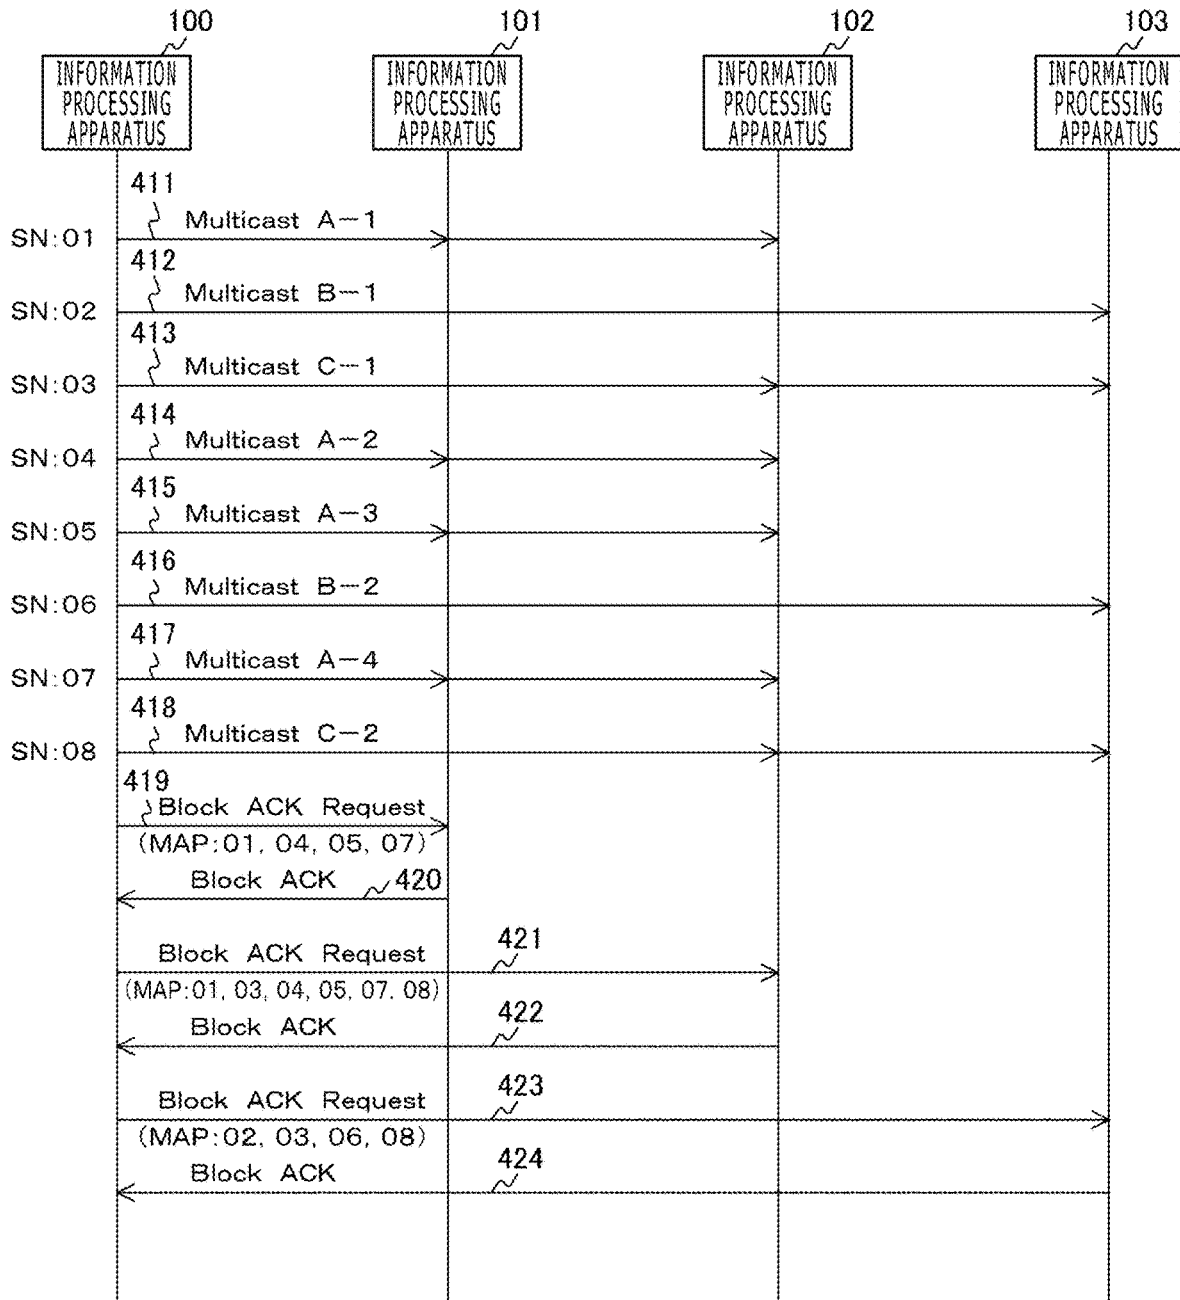 100 101 102 103
INFORMATION PROCESSING APPARATUS
INFORMATION PROCESSING APPARATUS
INFORMATION PROCESSING APPARATUS
INFORMATION PROCESSING APPARATUS
411
SN:01 Multicast A-1
412
SN:02 Multicast B-1
413
SN:03 Multicast C-1
414
SN:04 Multicast A-2
415
SN:05 Multicast A-3
416
SN:06 Multicast B-2
417
SN:07 Multicast A-4
418
SN:08 Multicast C-2
419
Block ACK Request
(MAP:01, 04, 05, 07)
Block ACK 420
Block ACK Request 421
(MAP:01, 03, 04, 05, 07. 08)
Block ACK 422
Block ACK Request 423
(MAP:02, 03, 06, 08)
Block ACK 424